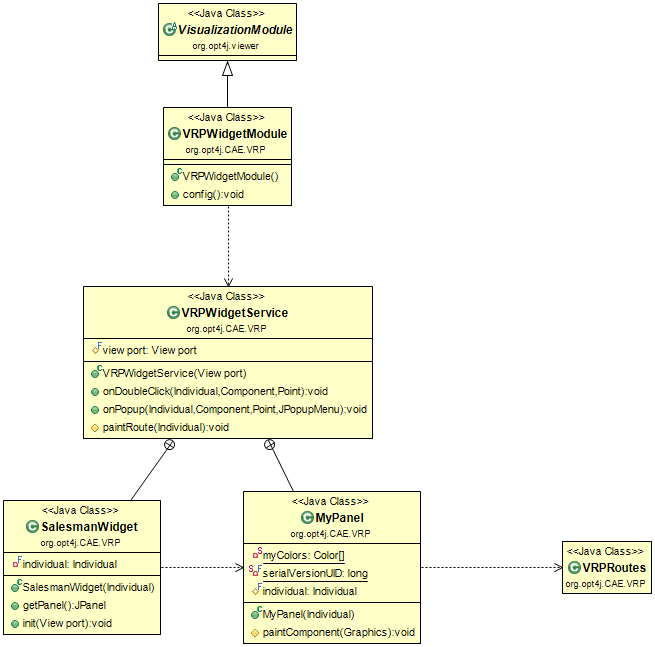 <<Java Class>>
VisualizationModule
org.opt4j.viewer
<<Java Class>>
VRPWidgetModule
org.opt4j.CAE.VRP
VRPWidgetModule()
config():void
<<Java Class>>
VRPWidgetService
org.opt4j.CAE.VRP
view port: View port
VRPWidgetService(View port)
onDoubleClick(Individual,Component,Point):void
onPopup(Individual,Component,Point,JPopupMenu):void
paintRoute(Individual):void
<<Java Class>>
SalesmanWidget
org.opt4j.CAE.VRP
individual: Individual
SalesmanWidget(Individual)
getPanel():JPanel
init(View port):void
<<Java Class>>
MyPanel
org.opt4j.CAE.VRP
myColors: Color[]
serialVersionUID: long
individual: Individual
MyPanel(Individual)
paintComponent(Graphics):void
<<Java Class>>
VRPRoutes
org.opt4j.CAE.VRP